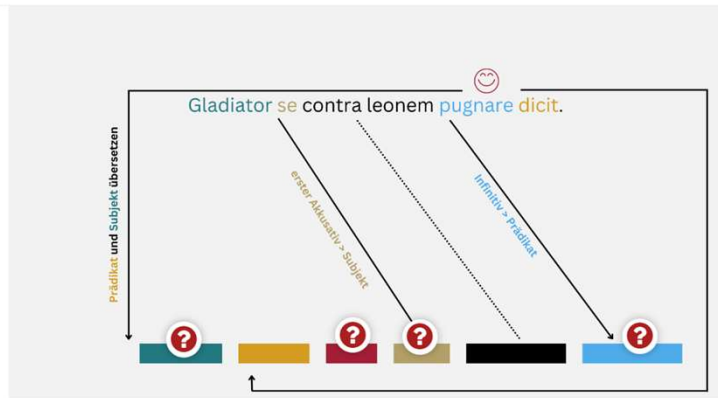 Gladiator se contra leonem pugnare dicit.
Prädikat und Subjekt übersetzen
erster Akkusativ > Subjekt
Infinitiv > Prädikat
?
?
?
?